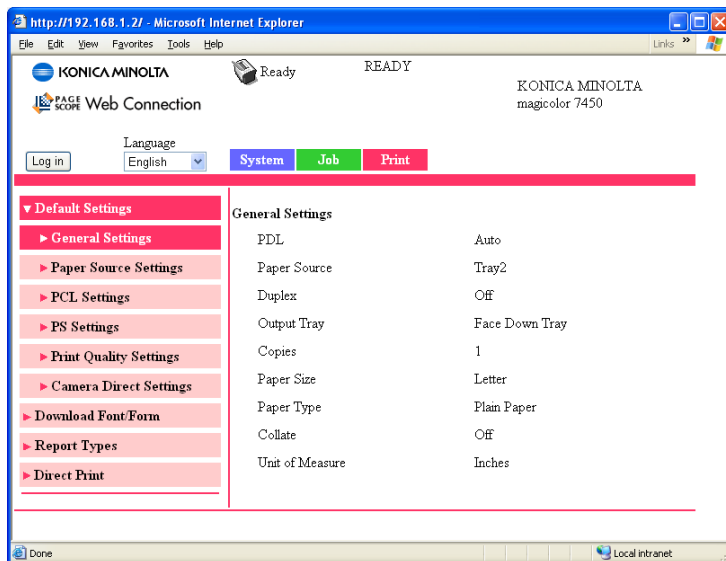 http://192.168.1.2/ - Microsoft Internet Explorer
File Edit View Favorites Tools Help Links »
KONICA MINOLTA
Ready
READY
KONICA MINOLTA
magicolor 7450
PAGE SCOPE Web Connection
Language
Log in
English
System Job Print
Default Settings
General Settings
Paper Source Settings
PCL Settings
PS Settings
Print Quality Settings
Camera Direct Settings
Download Font/Form
Report Types
Direct Print
General Settings
PDL Auto
Paper Source Tray2
Duplex Off
Output Tray Face Down Tray
Copies 1
Paper Size Letter
Paper Type Plain Paper
Collate Off
Unit of Measure Inches
Done Local intranet